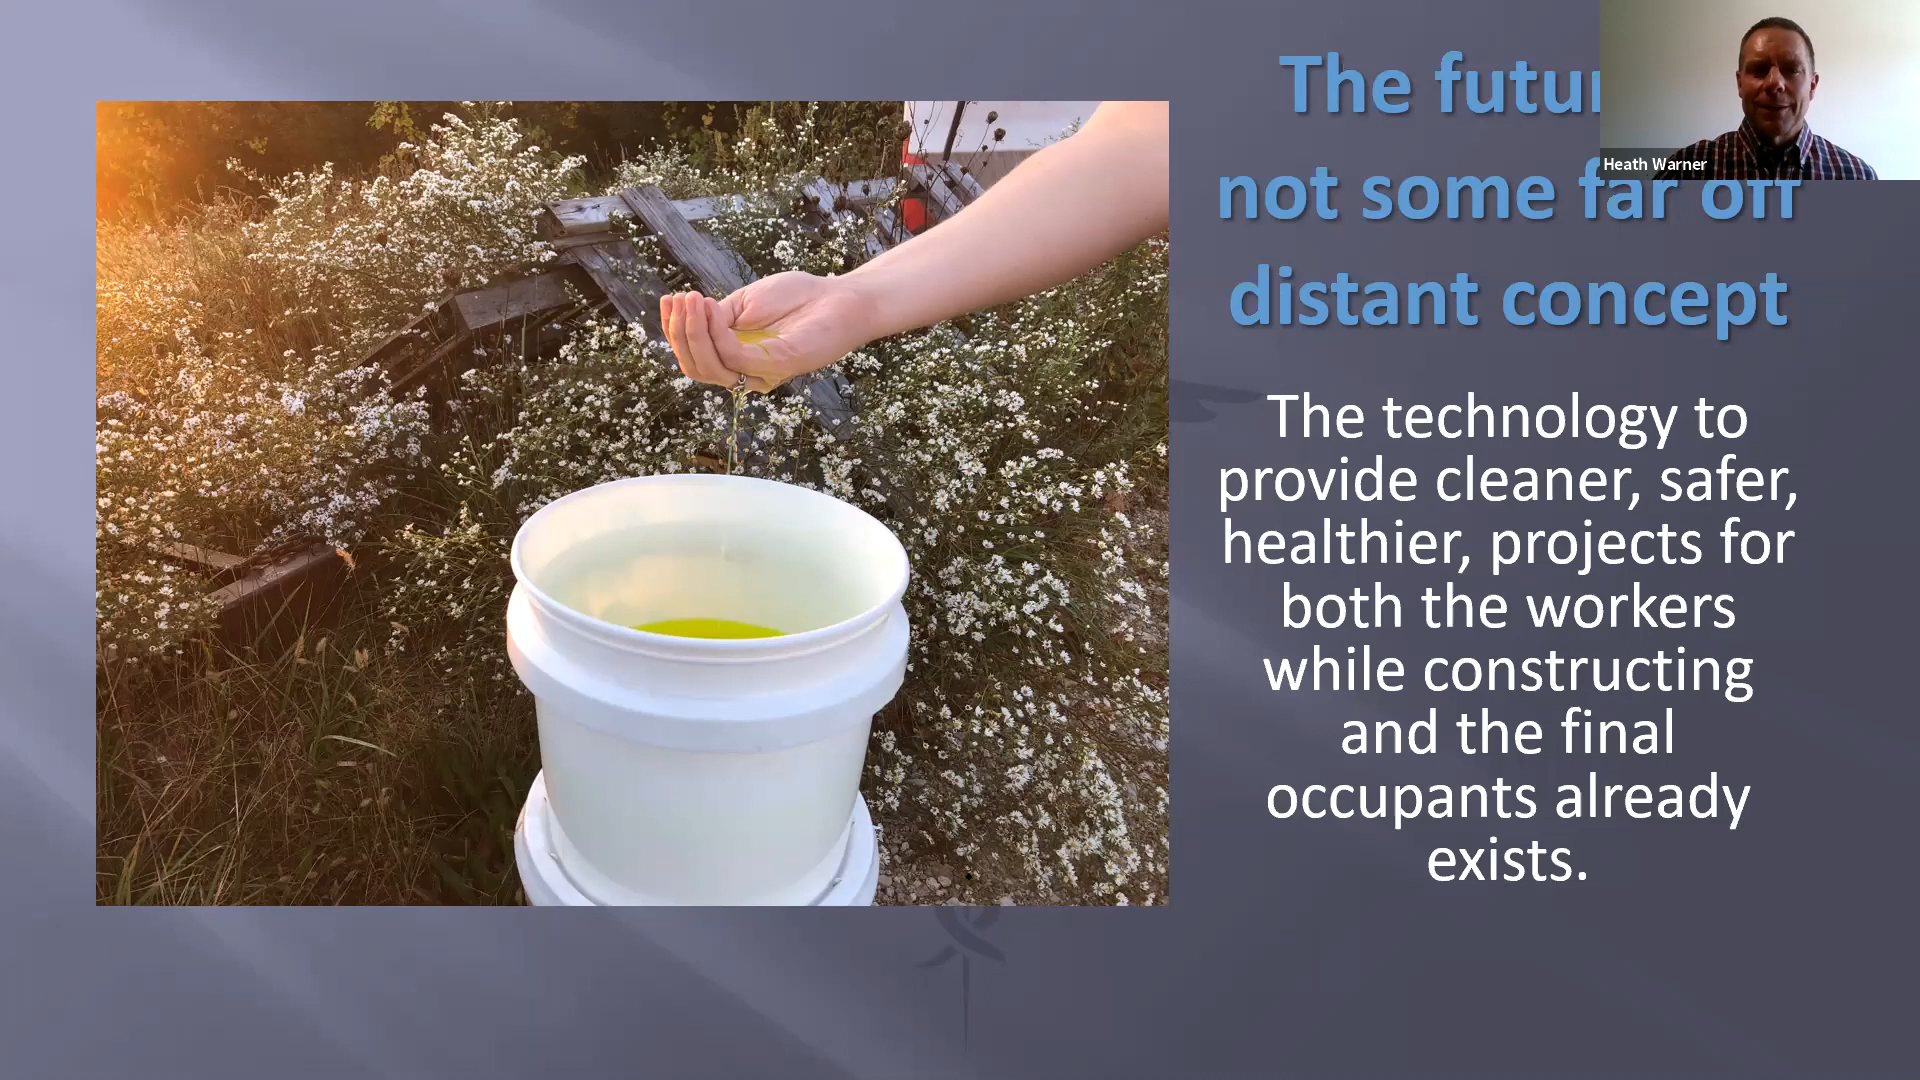 The futur
Heath Warner
not some far off
distant concept
The technology to
provide cleaner, safer,
healthier, projects for
both the workers
while constructing
and the final
occupants already
exists.